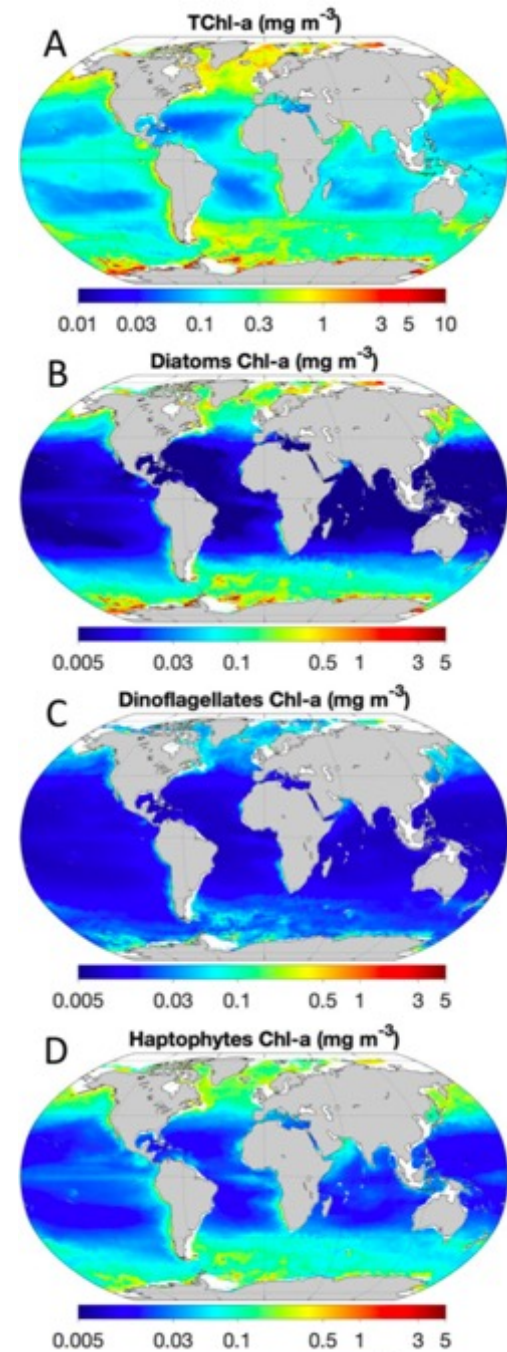 A
TChl-a (mg m⁻³)
0.01 0.03 0.1 0.3 1 3 5 10
B
Diatoms Chl-a (mg m⁻³)
0.005 0.03 0.1 0.5 1 3 5
C
Dinoflagellates Chl-a (mg m⁻³)
0.005 0.03 0.1 0.5 1 3 5
D
Haptophytes Chl-a (mg m⁻³)
0.005 0.03 0.1 0.5 1 3 5